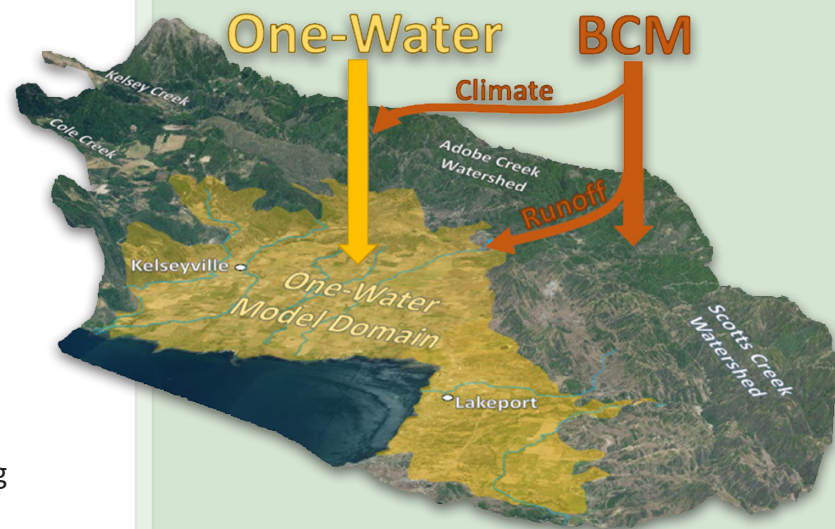 One-Water
BCM
Climate
Kelsey Creek
Cole Creek
Adobe Creek
Watershed
Runoff
Kelseyville
One-Water
Model Domain
Scotts Creek
Watershed
Lakeport
g